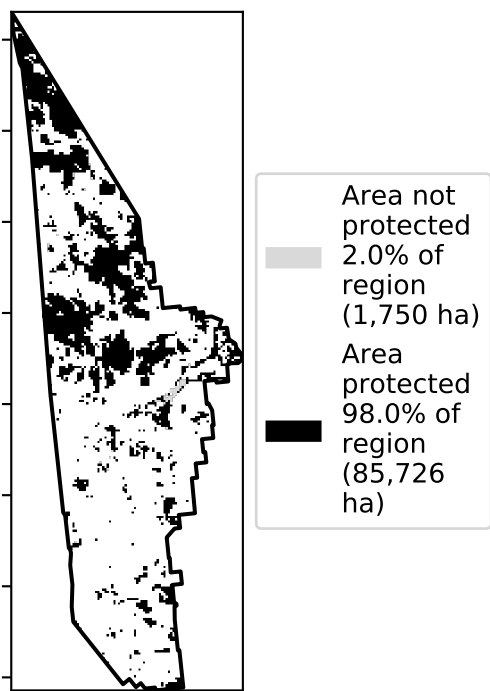 Area not
protected
2.0% of
region
(1,750 ha)
Area
protected
98.0% of
region
(85,726
ha)